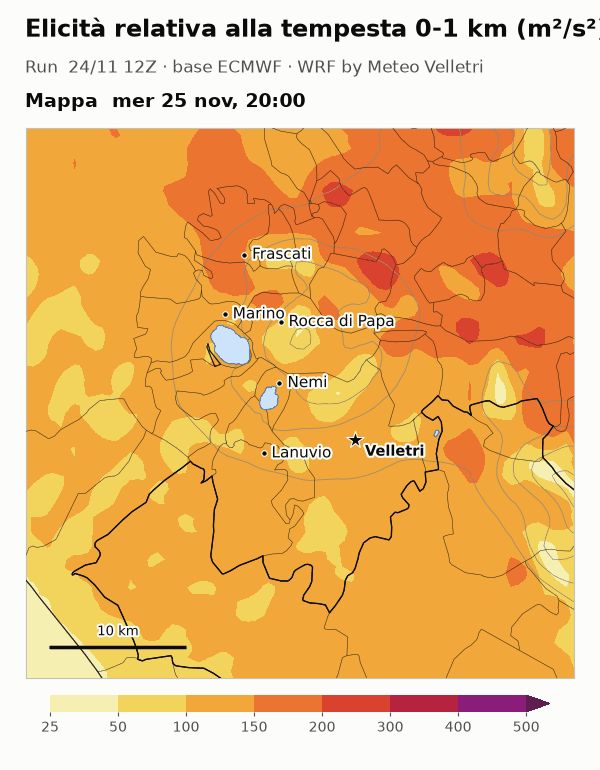 Elicità relativa alla tempesta 0-1 km (m²/s²)
Run  24/11 12Z · base ECMWF · WRF by Meteo Velletri
Mappa  mer 25 nov, 20:00
Frascati
Marino
Rocca di Papa
Nemi
Velletri
Lanuvio
10 km
25 50 100 150 200 300 400 500